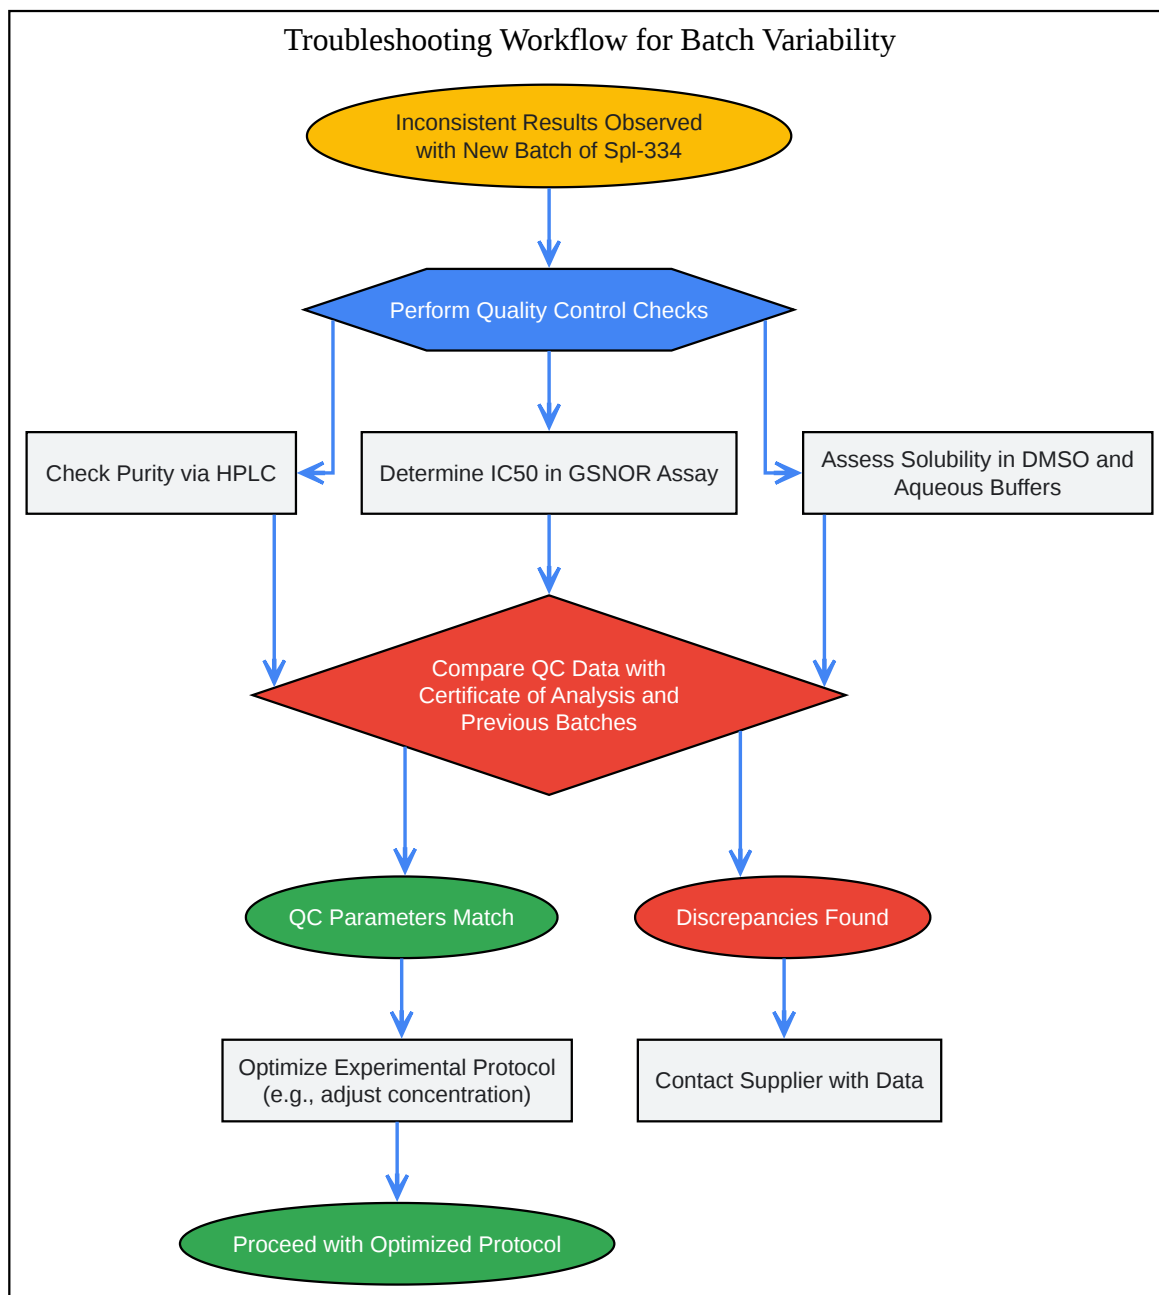 Troubleshooting Workflow for Batch Variability
Inconsistent Results Observed
with New Batch of Spl-334
Perform Quality Control Checks
Check Purity via HPLC
Determine IC50 in GSNOR Assay
Assess Solubility in DMSO and
Aqueous Buffers
Compare QC Data with
Certificate of Analysis and
Previous Batches
QC Parameters Match
Discrepancies Found
Optimize Experimental Protocol
(e.g., adjust concentration)
Contact Supplier with Data
Proceed with Optimized Protocol